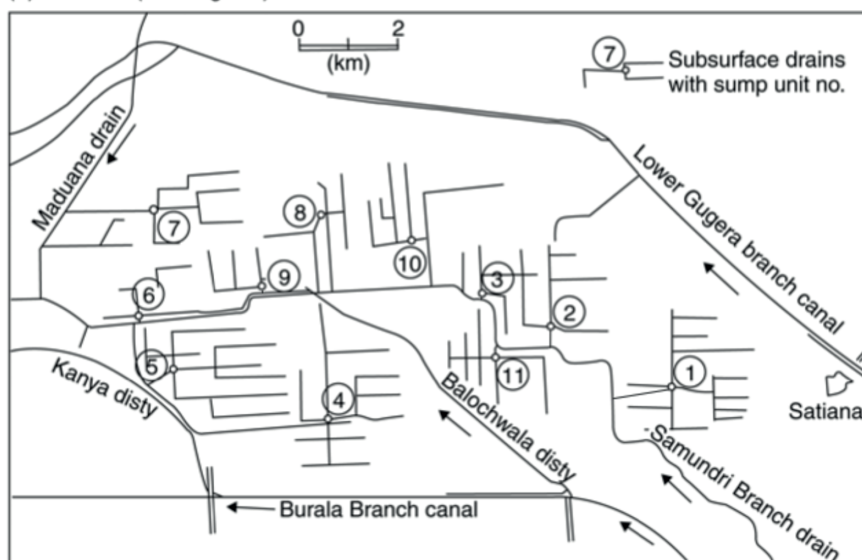 0 2
(km)
7
Subsurface drains
with sump unit no.
Maduana drain
Lower Gugera branch canal
7
8
10
9
3
6
2
5
11
1
4
Kanya disty
Balochwala disty
Satiana
Samundri Branch drain
Burala Branch canal